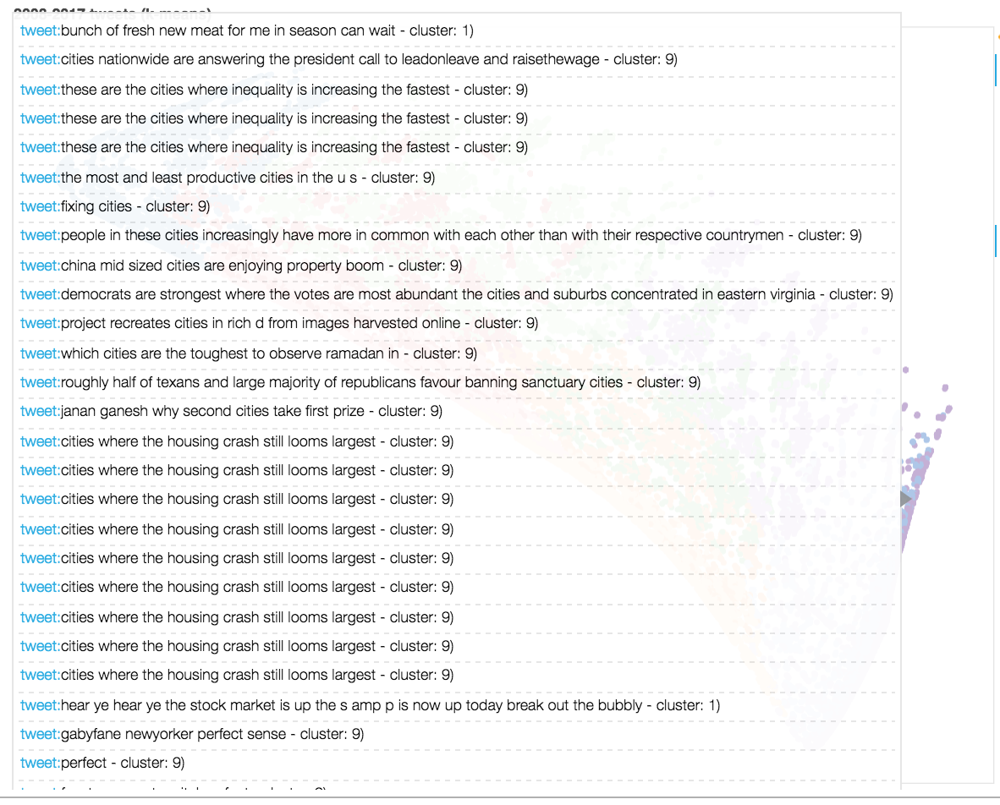 2008-2017 tweets (k-means)
tweet:bunch of fresh new meat for me in season can wait - cluster: 1)
tweet:cities nationwide are answering the president call to leadonleave and raisethewage - cluster: 9)
tweet:these are the cities where inequality is increasing the fastest - cluster: 9)
tweet:these are the cities where inequality is increasing the fastest - cluster: 9)
tweet:these are the cities where inequality is increasing the fastest - cluster: 9)
tweet:the most and least productive cities in the u s - cluster: 9)
tweet:fixing cities - cluster: 9)
tweet:people in these cities increasingly have more in common with each other than with their respective countrymen - cluster: 9)
tweet:china mid sized cities are enjoying property boom - cluster: 9)
tweet:democrats are strongest where the votes are most abundant the cities and suburbs concentrated in eastern virginia - cluster: 9)
tweet:project recreates cities in rich d from images harvested online - cluster: 9)
tweet:which cities are the toughest to observe ramadan in - cluster: 9)
tweet:roughly half of texans and large majority of republicans favour banning sanctuary cities - cluster: 9)
tweet:janan ganesh why second cities take first prize - cluster: 9)
tweet:cities where the housing crash still looms largest - cluster: 9)
tweet:cities where the housing crash still looms largest - cluster: 9)
tweet:cities where the housing crash still looms largest - cluster: 9)
tweet:cities where the housing crash still looms largest - cluster: 9)
tweet:cities where the housing crash still looms largest - cluster: 9)
tweet:cities where the housing crash still looms largest - cluster: 9)
tweet:cities where the housing crash still looms largest - cluster: 9)
tweet:cities where the housing crash still looms largest - cluster: 9)
tweet:cities where the housing crash still looms largest - cluster: 9)
tweet:hear ye hear ye the stock market is up the s amp p is now up today break out the bubbly - cluster: 1)
tweet:gabyfane newyorker perfect sense - cluster: 9)
tweet:perfect - cluster: 9)